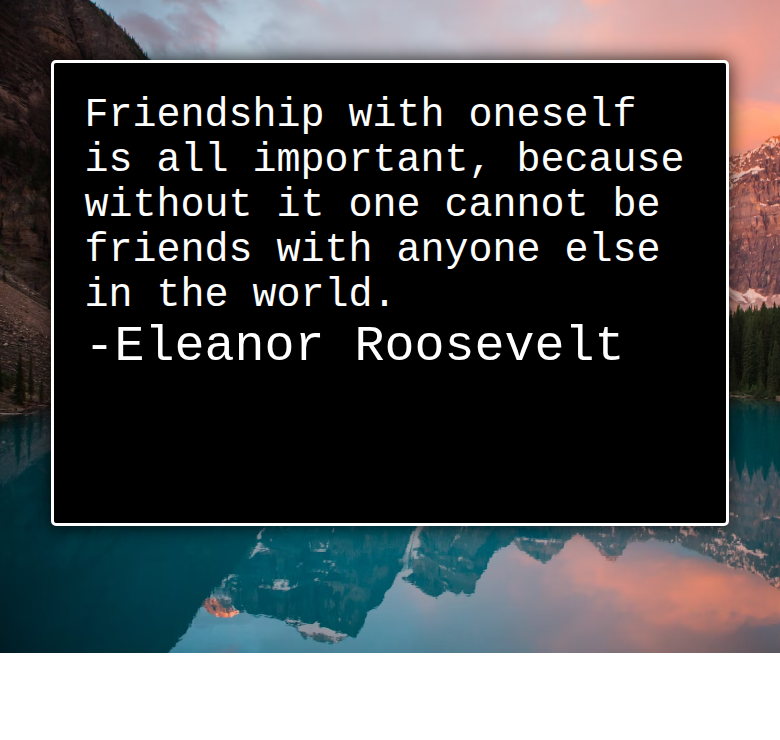 Friendship with oneself
is all important, because
without it one cannot be
friends with anyone else
in the world.
-Eleanor Roosevelt